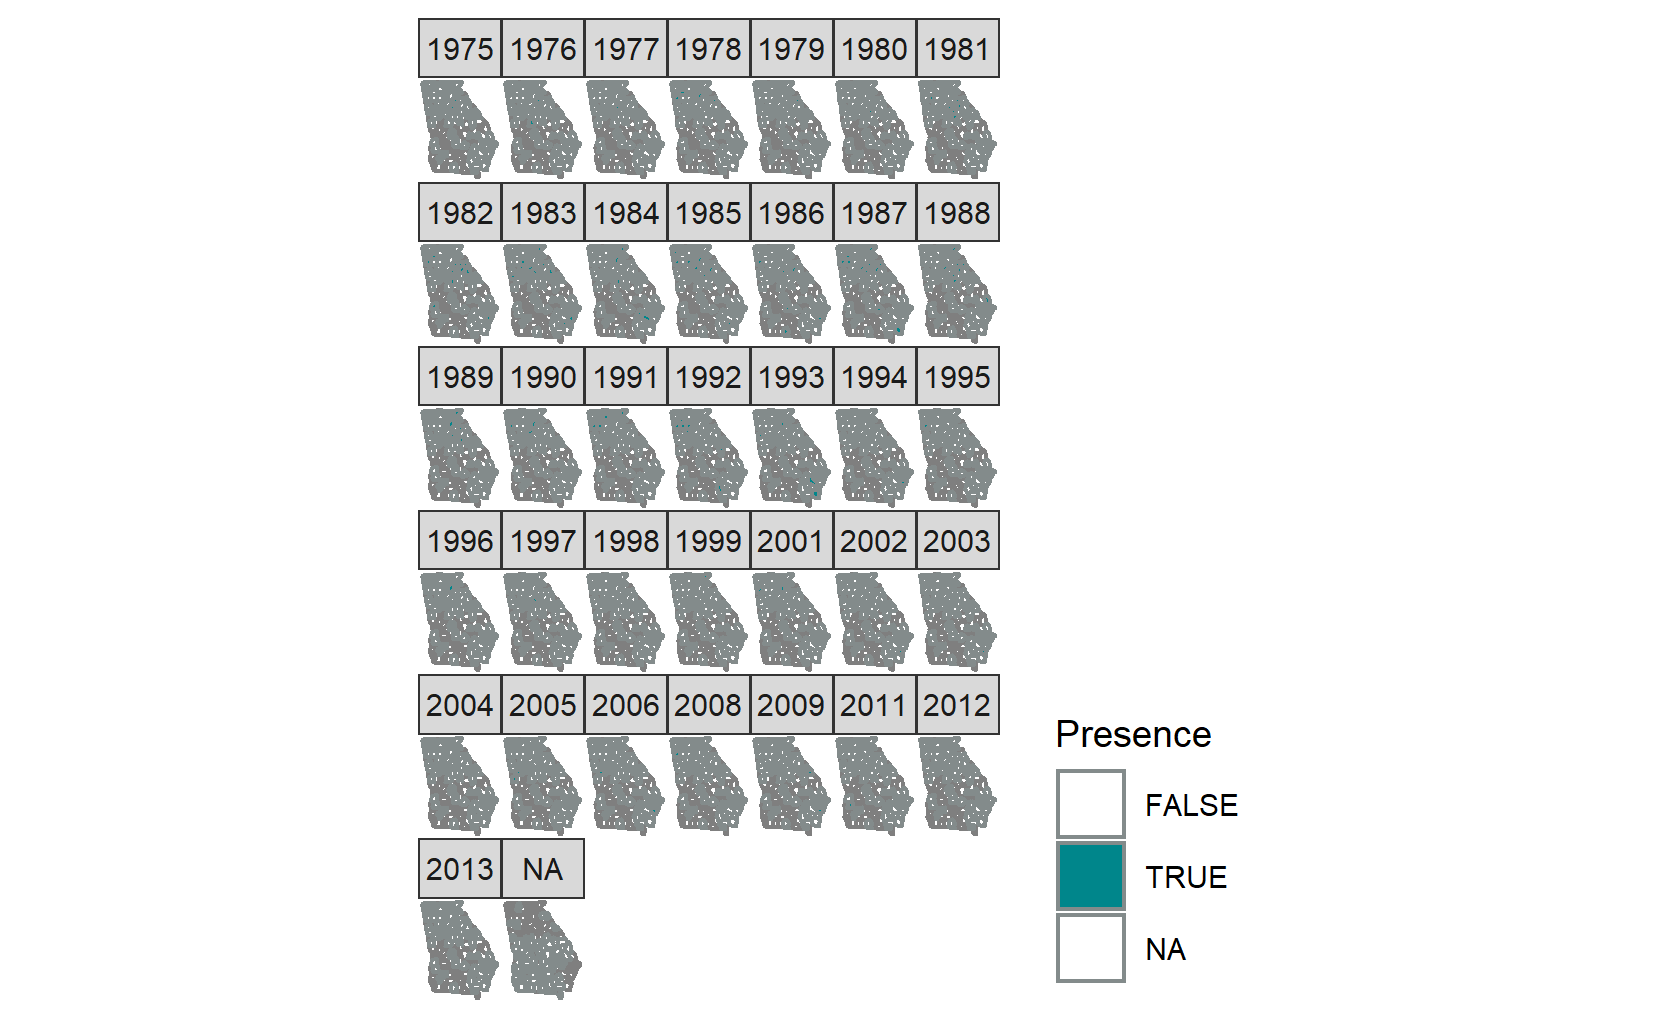 1975 1976 1977 1978 1979 1980 1981
1982 1983 1984 1985 1986 1987 1988
1989 1990 1991 1992 1993 1994 1995
1996 1997 1998 1999 2001 2002 2003
2004 2005 2006 2008 2009 2011 2012
2013 NA
Presence
FALSE
TRUE
NA